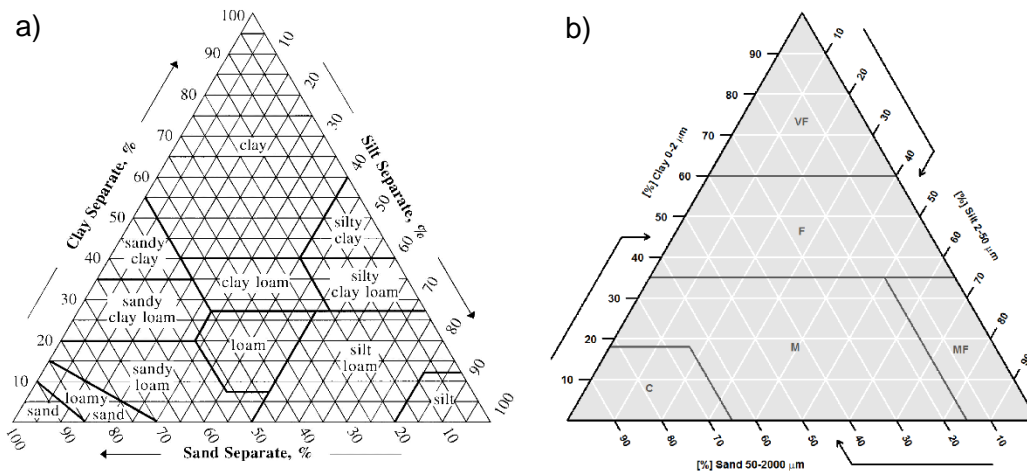 a)
100
90
80
70
60
50
40
30
20
10
10
20
30
40
50
60
70
80
90
100
Clay Separate, %
Silt Separate, %
clay
silty
clay
sandy
clay
clay loam
silty
clay loam
sandy
clay loam
loam
silt
loam
sandy
loam
loamy
sand
sand
silt
100
90
80
70
60
50
40
30
20
10
Sand Separate, %
b)
90
80
70
60
50
40
30
20
10
10
20
30
40
50
60
70
80
90
[%] Clay 0-2 μm
[%] Silt 2-50 μm
VF
F
M
MF
C
90
80
70
60
50
40
30
20
10
[%] Sand 50-2000 μm